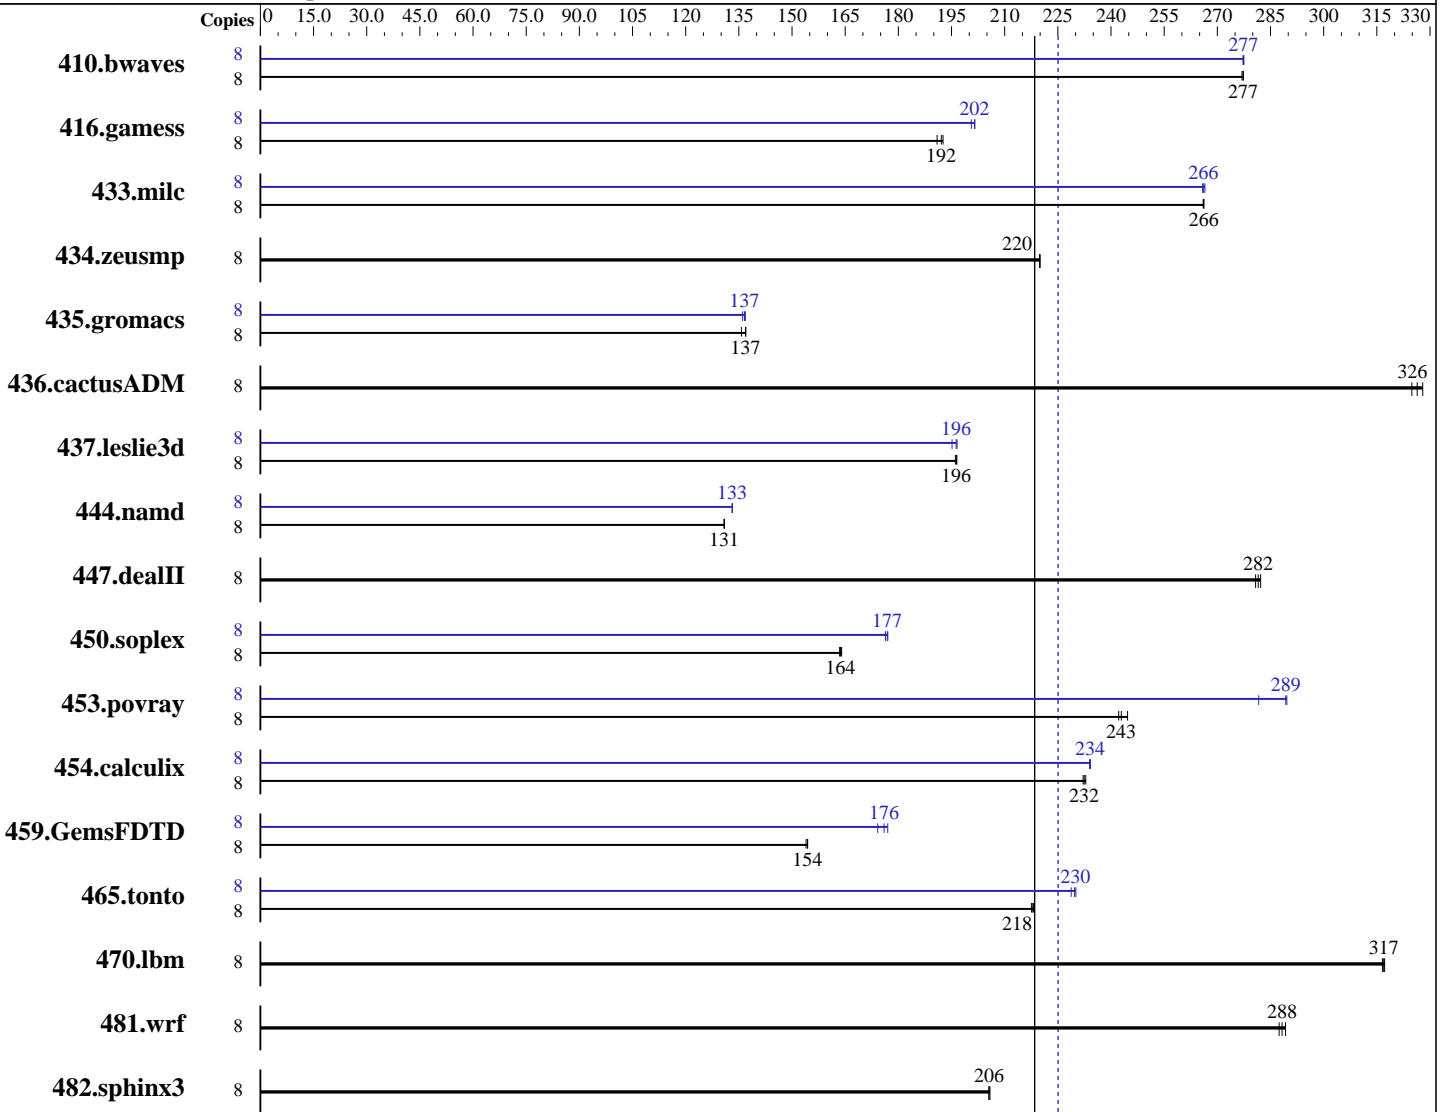 Copies 0 15.0 30.0 45.0 60.0 75.0 90.0 105 120 135 150 165 180 195 210 225 240 255 270 285 300 315 330
410.bwaves 8 277
8 277
416.gamess 8 202
8 192
433.milc 8 266
8 266
434.zeusmp 8 220
435.gromacs 8 137
8 137
436.cactusADM 8 326
437.leslie3d 8 196
8 196
444.namd 8 133
8 131
447.dealII 8 282
450.soplex 8 177
8 164
453.povray 8 289
8 243
454.calculix 8 234
8 232
459.GemsFDTD 8 176
8 154
465.tonto 8 230
8 218
470.lbm 8 317
481.wrf 8 288
482.sphinx3 8 206